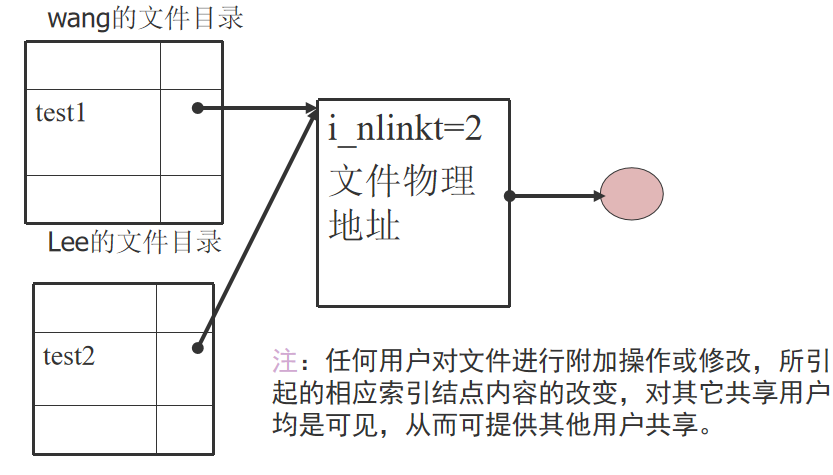 wang的文件目录
test1
i_nlinkt=2
文件物理
地址
Lee的文件目录
test2
注：任何用户对文件进行附加操作或修改，所引
起的相应索引结点内容的改变，对其它共享用户
均是可见，从而可提供其他用户共享。